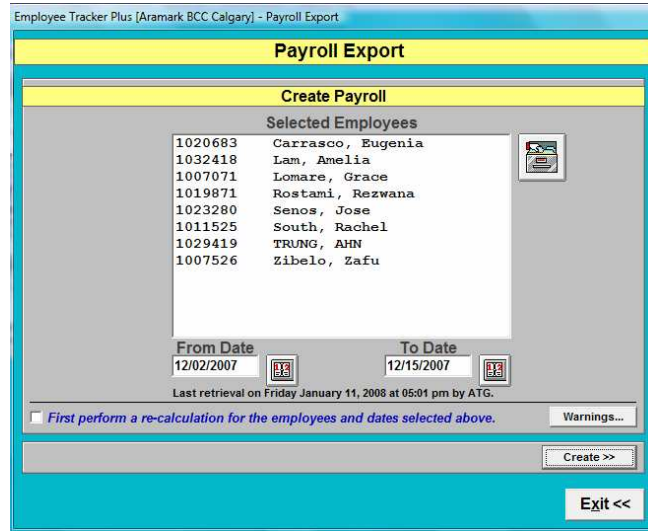 Employee Tracker Plus [Aramark BCC Calgary] - Payroll Export
Payroll Export
Create Payroll
Selected Employees
1020683 Carrasco, Eugenia
1032418 Lam, Amelia
1007071 Lomare, Grace
1019871 Rostami, Rezwana
1023280 Senos, Jose
1011525 South, Rachel
1029419 TRUNG, AHN
1007526 Zibelo, Zafu
From Date To Date
12/02/2007 12/15/2007
Last retrieval on Friday January 11, 2008 at 05:01 pm by ATG.
First perform a re-calculation for the employees and dates selected above. Warnings...
Create >>
Exit <<